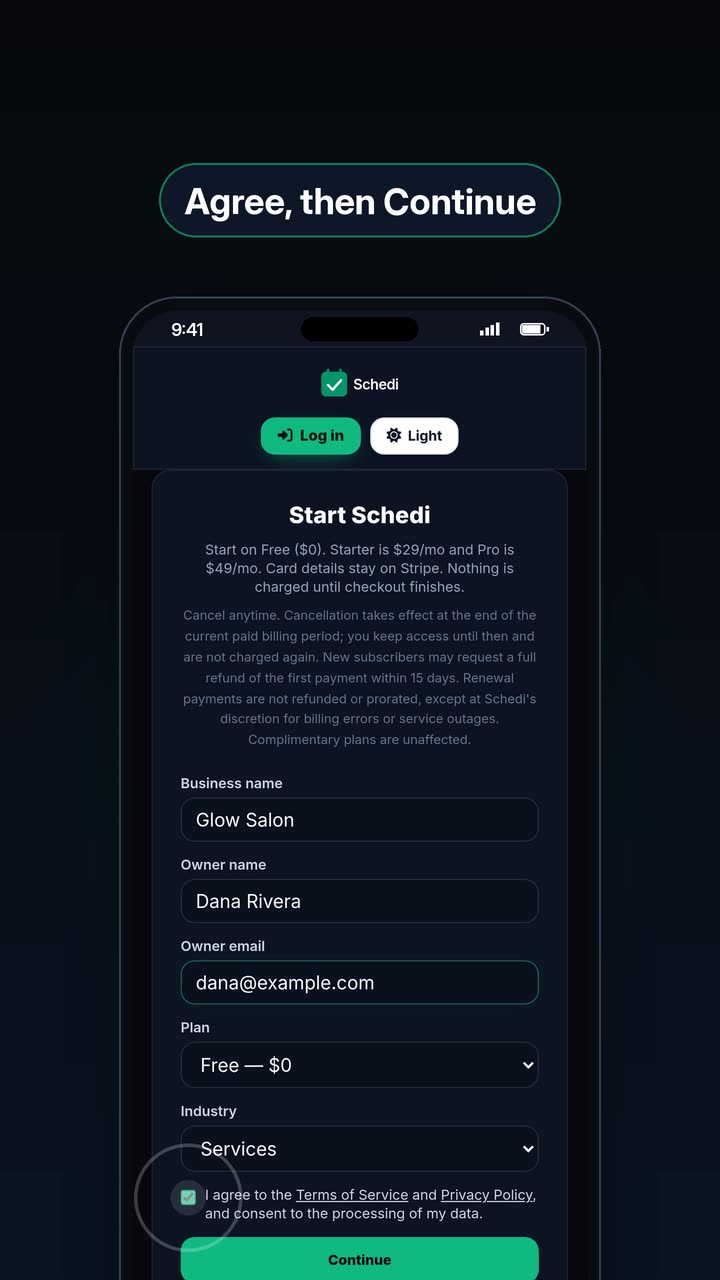 Agree, then Continue
9:41
Schedi
Log in
Light
Start Schedi
Start on Free ($0). Starter is $29/mo and Pro is
$49/mo. Card details stay on Stripe. Nothing is
charged until checkout finishes.
Cancel anytime. Cancellation takes effect at the end of the
current paid billing period; you keep access until then and
are not charged again. New subscribers may request a full
refund of the first payment within 15 days. Renewal
payments are not refunded or prorated, except at Schedi's
discretion for billing errors or service outages.
Complimentary plans are unaffected.
Business name
Glow Salon
Owner name
Dana Rivera
Owner email
dana@example.com
Plan
Free — $0
Industry
Services
I agree to the Terms of Service and Privacy Policy,
and consent to the processing of my data.
Continue